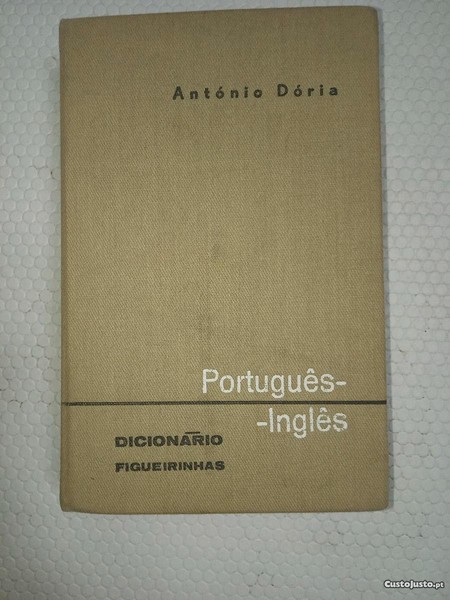 António Dória
Português-
-Inglês
DICIONÁRIO
FIGUEIRINHAS
CustoJusto.pt